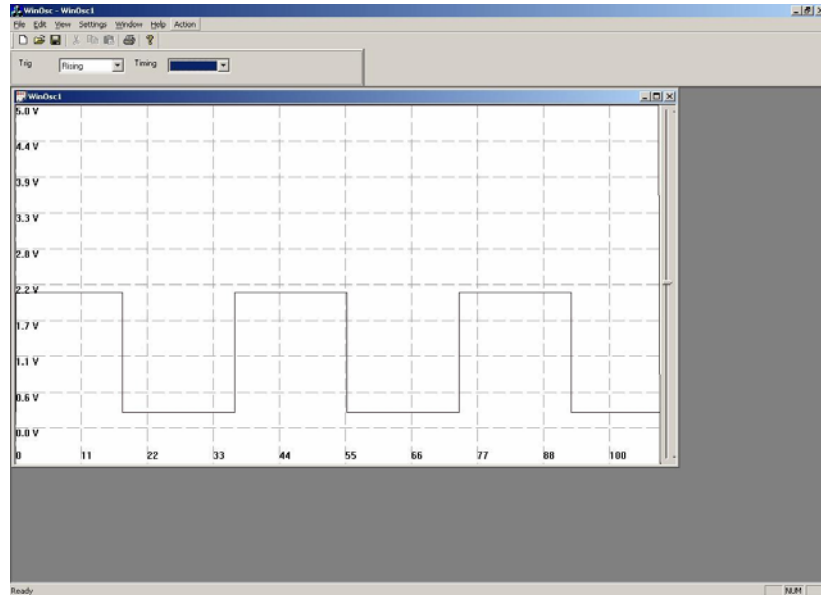 WinOsc - WinOsc1
File Edit View Settings Window Help Action
Trig Rising Timing
WinOsc1
5.0 V
4.4 V
3.9 V
3.3 V
2.8 V
2.2 V
1.7 V
1.1 V
0.6 V
0.0 V
0 11 22 33 44 55 66 77 88 100
Ready NUM